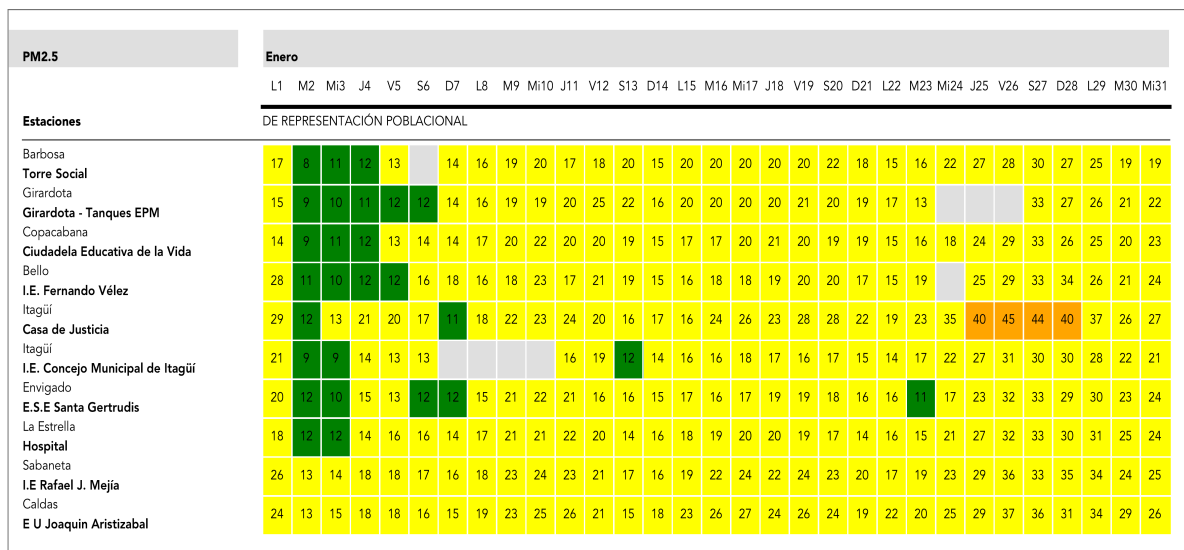 PM2.5 Enero
L1 M2 Mi3 J4 V5 S6 D7 L8 M9 Mi10 J11 V12 S13 D14 L15 M16 Mi17 J18 V19 S20 D21 L22 M23 Mi24 J25 V26 S27 D28 L29 M30 Mi31
Estaciones DE REPRESENTACIÓN POBLACIONAL
Barbosa
Torre Social
17 8 11 12 13 14 16 19 20 17 18 20 15 20 20 20 20 20 22 18 15 16 22 27 28 30 27 25 19 19
Girardota
Girardota - Tanques EPM
15 9 10 11 12 12 14 16 19 19 20 25 22 16 20 20 20 20 21 20 19 17 13 33 27 26 21 22
Copacabana
Ciudadela Educativa de la Vida
14 9 11 12 13 14 14 17 20 22 20 20 19 15 17 17 20 21 20 19 19 15 16 18 24 29 33 26 25 20 23
Bello
I.E. Fernando Vélez
28 11 10 12 12 16 18 16 18 23 17 21 19 15 16 18 18 19 20 20 17 15 19 25 29 33 34 26 21 24
Itagüí
Casa de Justicia
29 12 13 21 20 17 11 18 22 23 24 20 16 17 16 24 26 23 28 28 22 19 23 35 40 45 44 40 37 26 27
Itagüí
I.E. Concejo Municipal de Itagüí
21 9 9 14 13 13 16 19 12 14 16 16 18 17 16 17 15 14 17 22 27 31 30 30 28 22 21
Envigado
E.S.E Santa Gertrudis
20 12 10 15 13 12 12 15 21 22 21 16 16 15 17 16 17 19 19 18 16 16 11 17 23 32 33 29 30 23 24
La Estrella
Hospital
18 12 12 14 16 16 14 17 21 21 22 20 14 16 18 19 20 20 19 17 14 16 15 21 27 32 33 30 31 25 24
Sabaneta
I.E Rafael J. Mejía
26 13 14 18 18 17 16 18 23 24 23 21 17 16 19 22 24 22 24 23 20 17 19 23 29 36 33 35 34 24 25
Caldas
E U Joaquin Aristizabal
24 13 15 18 18 16 15 19 23 25 26 21 15 18 23 26 27 24 26 24 19 22 20 25 29 37 36 31 34 29 26